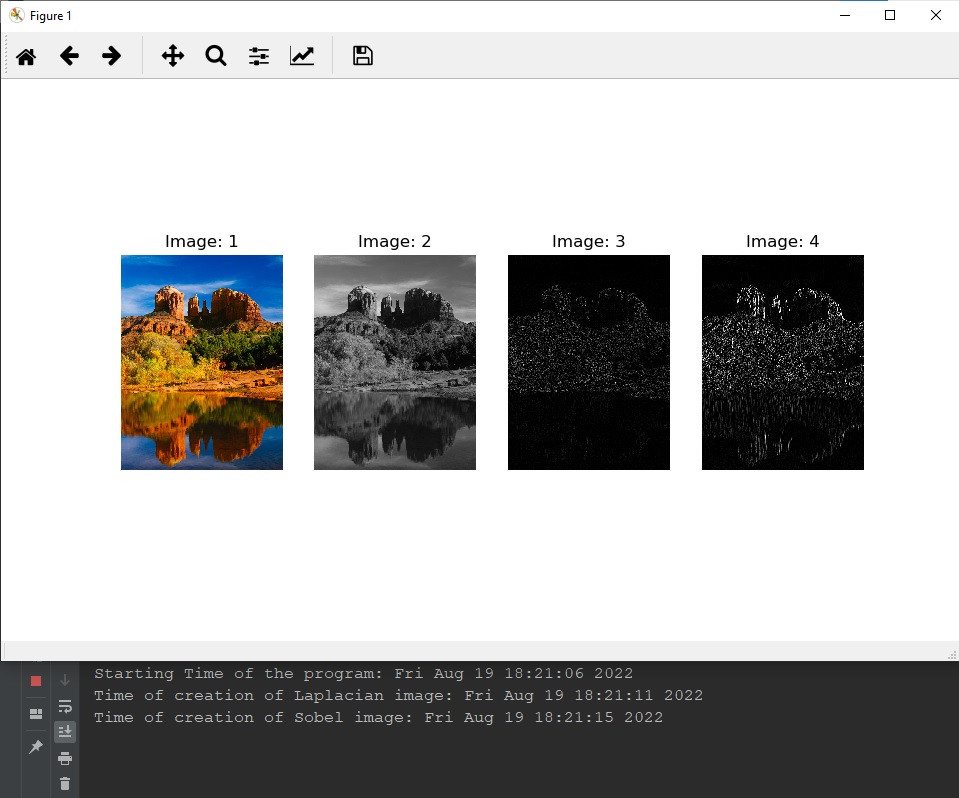 Figure 1
Image: 1
Image: 2
Image: 3
Image: 4
Starting Time of the program: Fri Aug 19 18:21:06 2022
Time of creation of Laplacian image: Fri Aug 19 18:21:11 2022
Time of creation of Sobel image: Fri Aug 19 18:21:15 2022